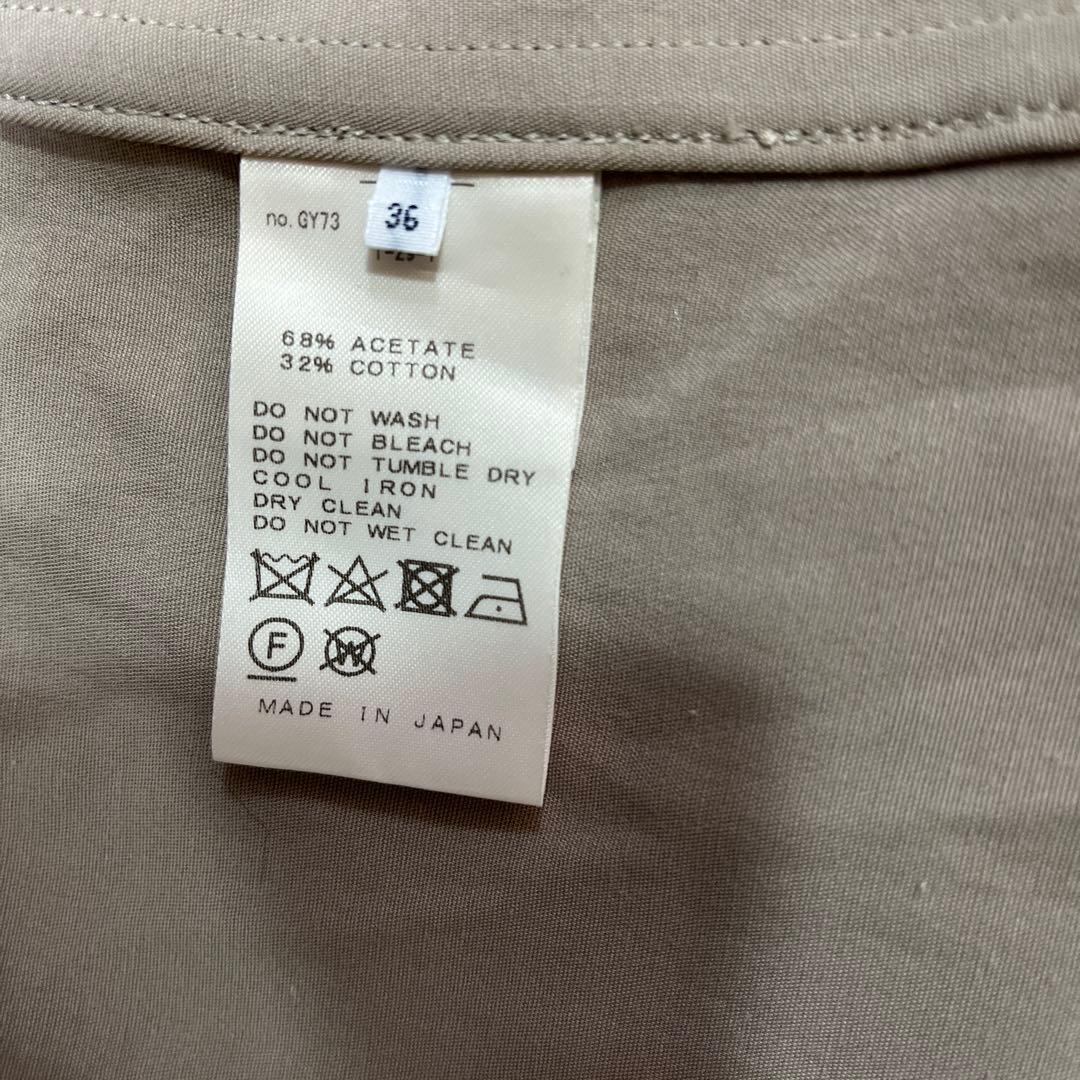 no. GY73
36
68% ACETATE
32% COTTON
DO NOT WASH
DO NOT BLEACH
DO NOT TUMBLE DRY
COOL IRON
DRY CLEAN
DO NOT WET CLEAN
F
W
MADE IN JAPAN